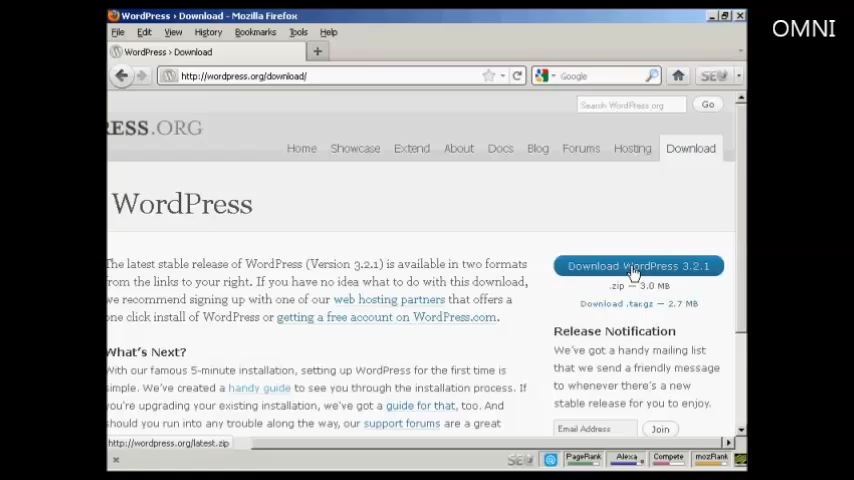 WordPress › Download - Mozilla Firefox
OMNI
File Edit View History Bookmarks Tools Help
WordPress › Download
http://wordpress.org/download/
Google
SE
Search WordPress.org
Go
RESS.ORG
Home Showcase Extend About Docs Blog Forums Hosting Download
WordPress
The latest stable release of WordPress (Version 3.2.1) is available in two formats
from the links to your right. If you have no idea what to do with this download,
we recommend signing up with one of our web hosting partners that offers a
one click install of WordPress or getting a free account on WordPress.com.
Download WordPress 3.2.1
.zip — 3.0 MB
Download .tar.gz — 2.7 MB
Release Notification
We've got a handy mailing list
that we send a friendly message
to whenever there's a new
stable release for you to enjoy.
Email Address
Join
What's Next?
With our famous 5-minute installation, setting up WordPress for the first time is
simple. We've created a handy guide to see you through the installation process. If
you're upgrading your existing installation, we've got a guide for that, too. And
should you run into any trouble along the way, our support forums are a great
http://wordpress.org/latest.zip
SE
PageRank
Alexa
Compete
mozRank